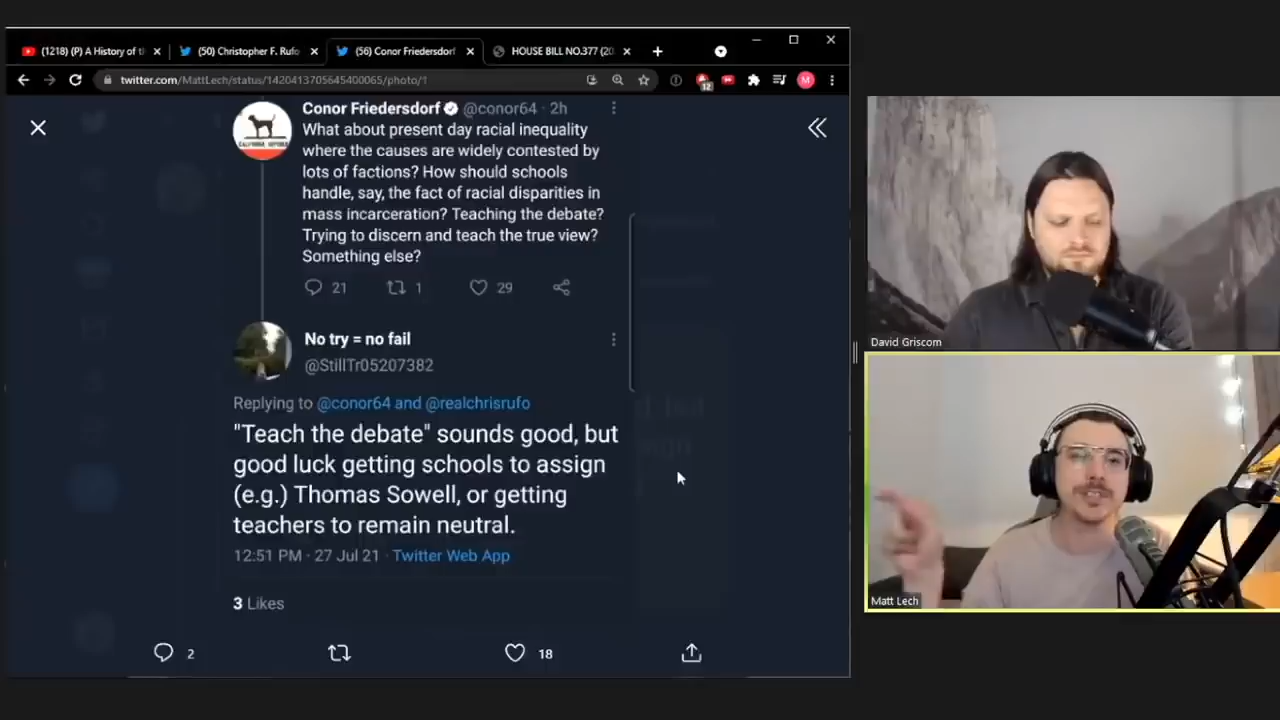 (1218) (P) A History of th
(50) Christopher F. Rufo
(56) Conor Friedersdorf
HOUSE BILL NO.377 (20
twitter.com/MattLech/status/1420413705645400065/photo/1
12
M
Conor Friedersdorf @conor64 · 2h
What about present day racial inequality
where the causes are widely contested by
lots of factions? How should schools
handle, say, the fact of racial disparities in
mass incarceration? Teaching the debate?
Trying to discern and teach the true view?
Something else?
21 1 29
No try = no fail
@StillTr05207382
Replying to @conor64 and @realchrisrufo
"Teach the debate" sounds good, but
good luck getting schools to assign
(e.g.) Thomas Sowell, or getting
teachers to remain neutral.
12:51 PM · 27 Jul 21 · Twitter Web App
3 Likes
2 18
David Griscom
Matt Lech